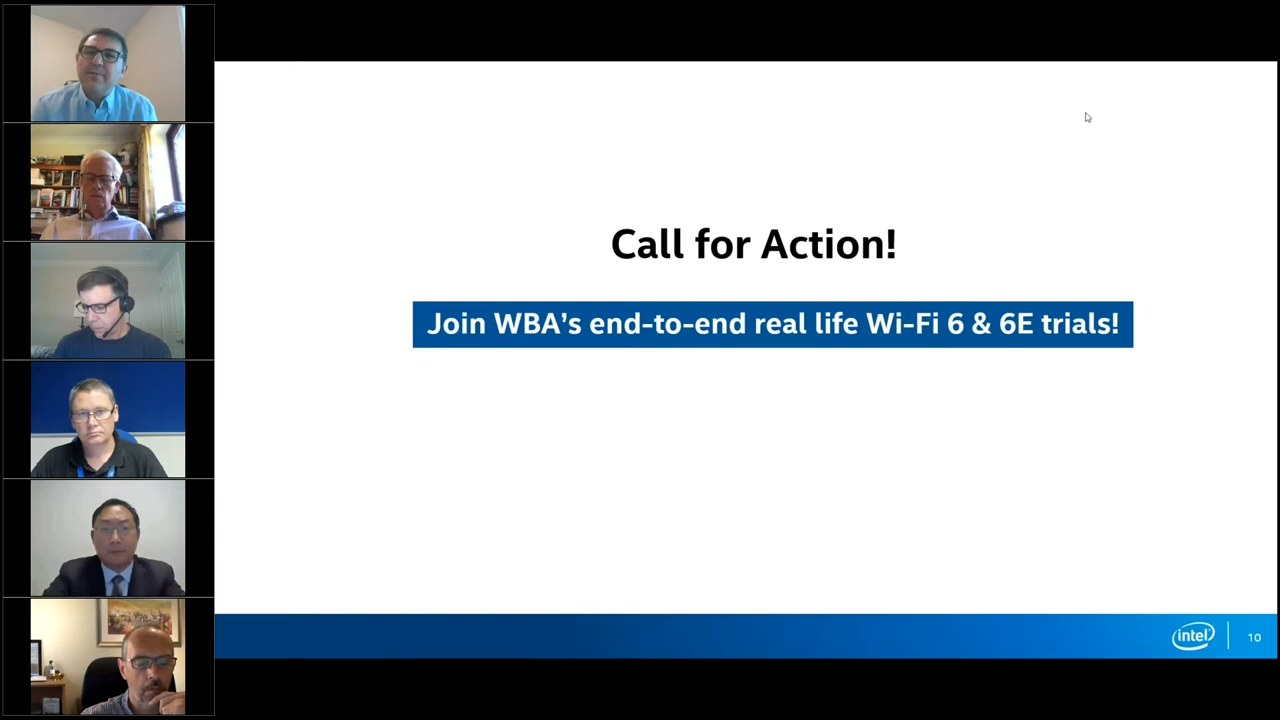 Call for Action!
Join WBA’s end-to-end real life Wi-Fi 6 & 6E trials!
intel
10